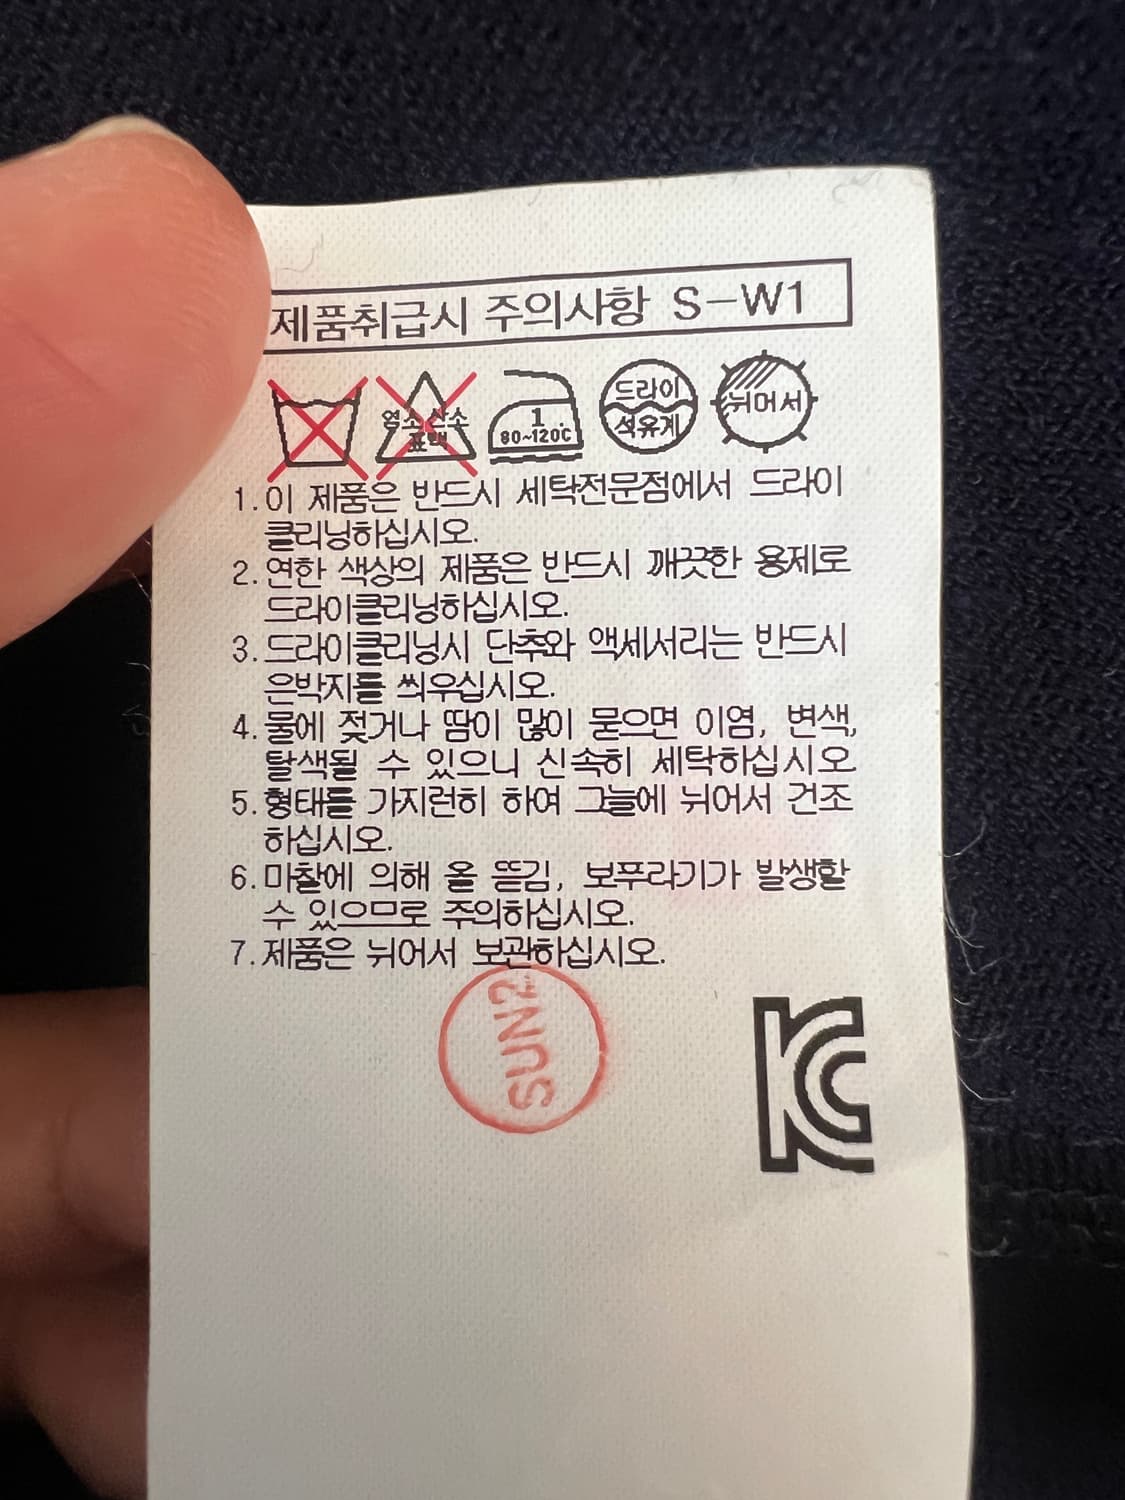 제품취급시 주의사항 S-W1
염소 산소
표백
1.
80~120C
드라이
석유계
뉘어서
1. 이 제품은 반드시 세탁전문점에서 드라이
클리닝하십시오.
2. 연한 색상의 제품은 반드시 깨끗한 용제로
드라이클리닝하십시오.
3. 드라이클리닝시 단추와 액세서리는 반드시
은박지를 씌우십시오.
4. 물에 젖거나 땀이 많이 묻으면 이염, 변색,
탈색될 수 있으니 신속히 세탁하십시오
5. 형태를 가지런히 하여 그늘에 뉘어서 건조
하십시오.
6. 마찰에 의해 올 뜯김, 보푸라기가 발생할
수 있으므로 주의하십시오.
7. 제품은 뉘어서 보관하십시오.
SUN2
KC